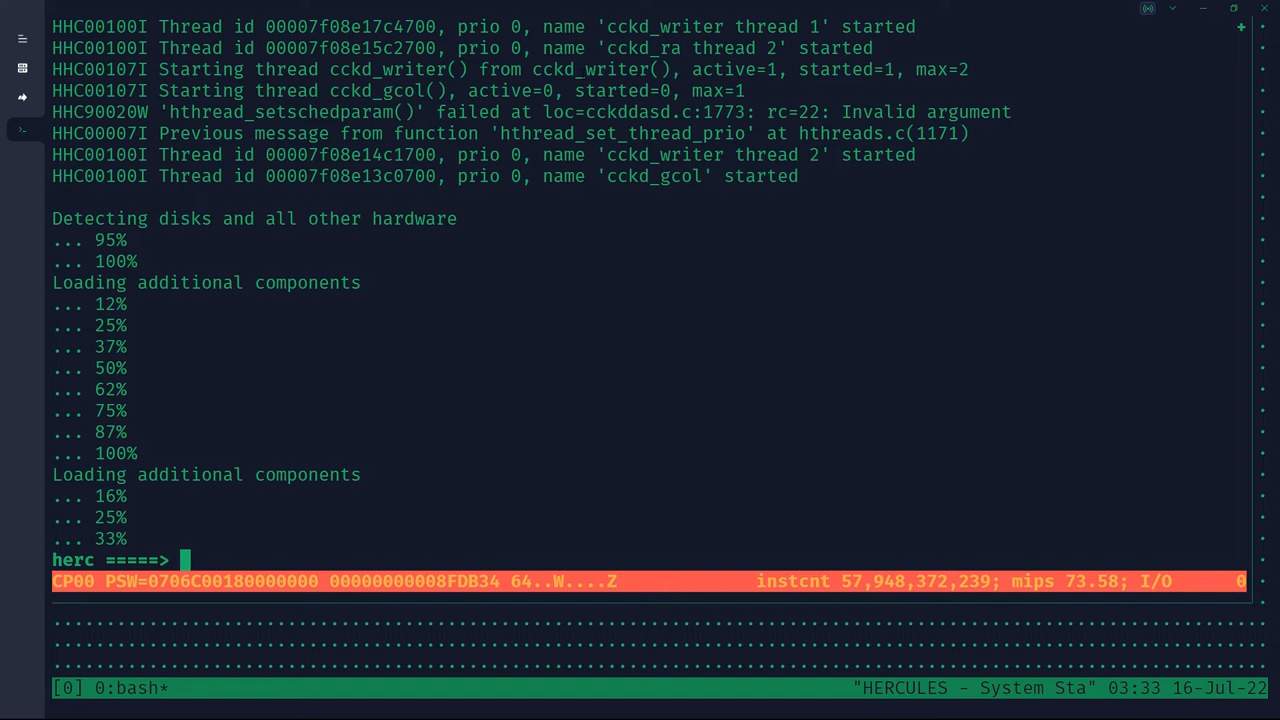 HHC00100I Thread id 00007f08e17c4700, prio 0, name 'cckd_writer thread 1' started +
HHC00100I Thread id 00007f08e15c2700, prio 0, name 'cckd_ra thread 2' started
HHC00107I Starting thread cckd_writer() from cckd_writer(), active=1, started=1, max=2
HHC00107I Starting thread cckd_gcol(), active=0, started=0, max=1
HHC90020W 'hthread_setschedparam()' failed at loc=cckddasd.c:1773: rc=22: Invalid argument
HHC00007I Previous message from function 'hthread_set_thread_prio' at hthreads.c(1171)
HHC00100I Thread id 00007f08e14c1700, prio 0, name 'cckd_writer thread 2' started
HHC00100I Thread id 00007f08e13c0700, prio 0, name 'cckd_gcol' started
Detecting disks and all other hardware
... 95%
... 100%
Loading additional components
... 12%
... 25%
... 37%
... 50%
... 62%
... 75%
... 87%
... 100%
Loading additional components
... 16%
... 25%
... 33%
herc =====>
CP00 PSW=0706C00180000000 00000000008FDB34 64..W....Z instcnt 57,948,372,239; mips 73.58; I/O 0
[0] 0:bash* "HERCULES - System Sta" 03:33 16-Jul-22